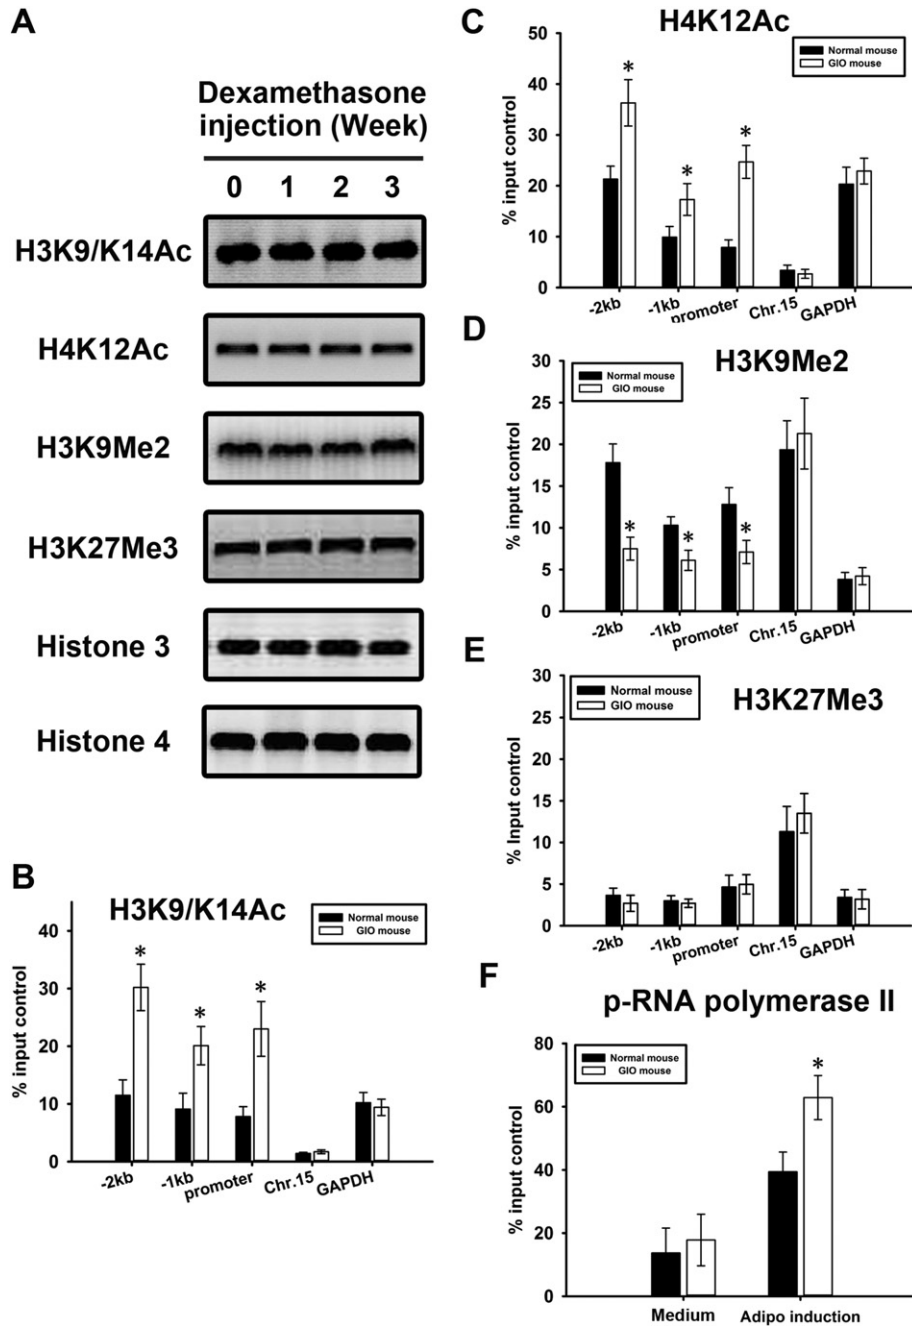 A
Dexamethasone
injection (Week)
0 1 2 3
H3K9/K14Ac
H4K12Ac
H3K9Me2
H3K27Me3
Histone 3
Histone 4
B
H3K9/K14Ac
Normal mouse
GIO mouse
% input control
40
30
20
10
0
* * *
-2kb -1kb promoter Chr.15 GAPDH
C
H4K12Ac
Normal mouse
GIO mouse
% input control
50
40
30
20
10
0
* * *
-2kb -1kb promoter Chr.15 GAPDH
D
H3K9Me2
Normal mouse
GIO mouse
% input control
30
25
20
15
10
5
0
* * *
-2kb -1kb promoter Chr.15 GAPDH
E
H3K27Me3
Normal mouse
GIO mouse
% Input control
30
25
20
15
10
5
0
-2kb -1kb promoter Chr.15 GAPDH
F
p-RNA polymerase II
Normal mouse
GIO mouse
% input control
80
60
40
20
0
*
Medium Adipo induction